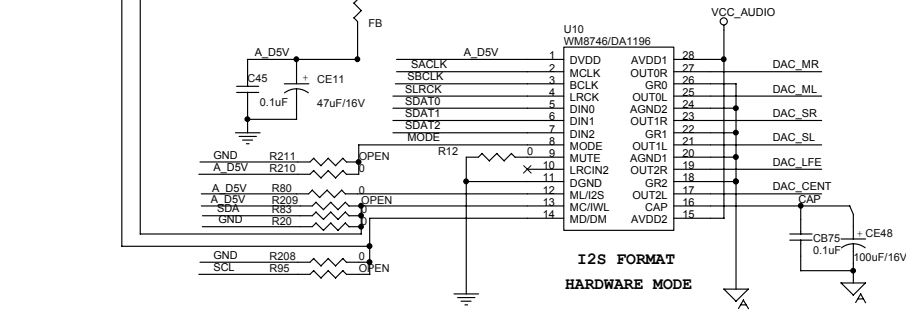 VCC_AUDIO
FB
U10
WM8746/DA1196
A_D5V
C45
0.1uF
+
CE11
47uF/16V
A_D5V 1 DVDD AVDD1 28
SACLK 2 MCLK OUT0R 27 DAC_MR
SBCLK 3 BCLK GR0 26
SLRCK 4 LRCK OUT0L 25 DAC_ML
SDAT0 5 DIN0 AGND2 24
SDAT1 6 DIN1 OUT1R 23 DAC_SR
SDAT2 7 DIN2 GR1 22
MODE 8 MODE OUT1L 21 DAC_SL
R12 0 9 MUTE AGND1 20
10 LRCIN2 OUT2R 19 DAC_LFE
11 DGND GR2 18
12 ML/I2S OUT2L 17 DAC_CENT
13 MC/IWL CAP 16 CAP
14 MD/DM AVDD2 15
GND R211 OPEN
A_D5V R210 0
A_D5V R80 0
A_D5V R209 OPEN
SDA R83 0
GND R20 0
GND R208 0
SCL R95 OPEN
CB75
0.1uF
+ CE48
100uF/16V
I2S FORMAT
HARDWARE MODE
A
A